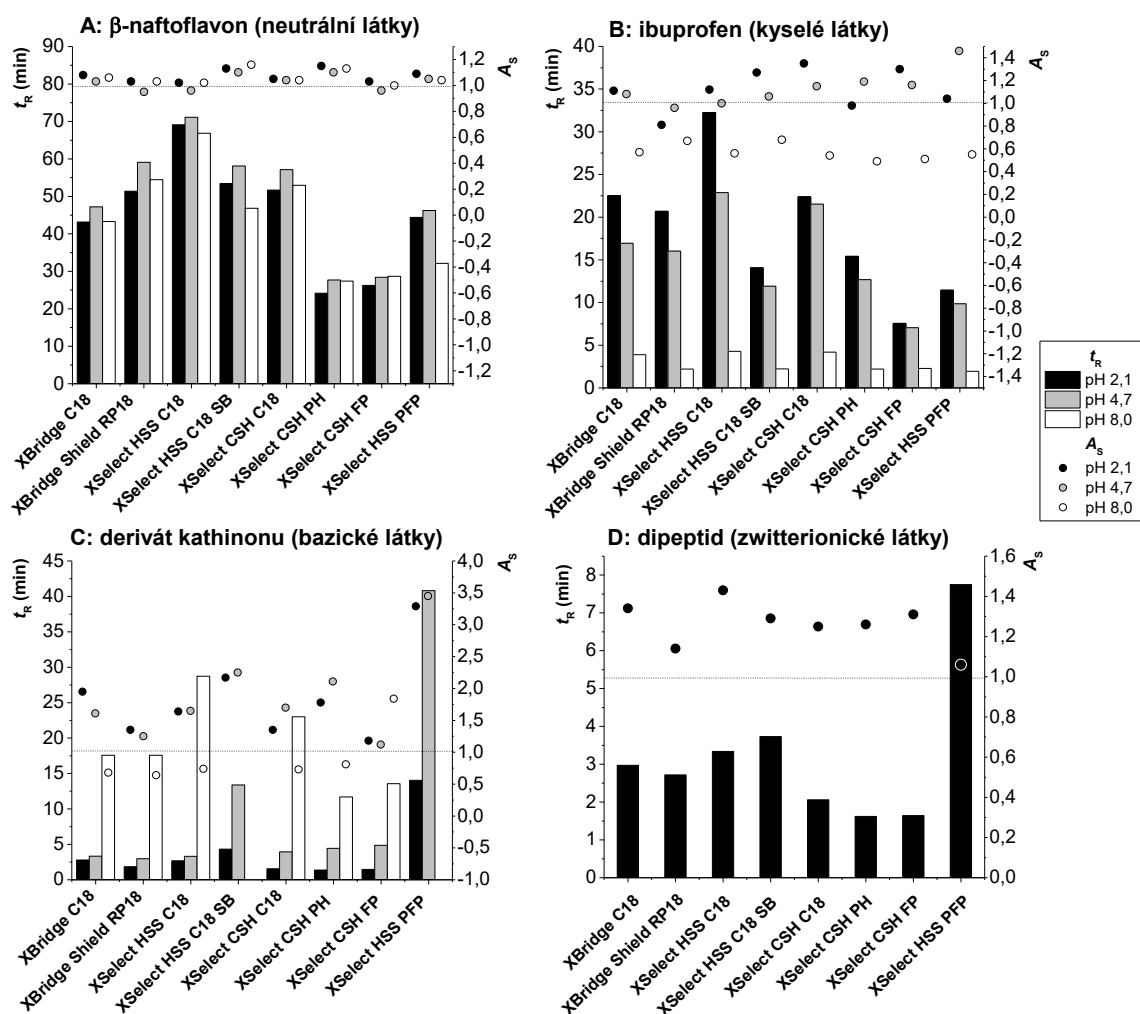 A: β-naftoflavon (neutrální látky)
t_R (min)
A_S
90
80
70
60
50
40
30
20
10
0
1,2
1,0
0,8
0,6
0,4
0,2
0,0
-0,2
-0,4
-0,6
-0,8
-1,0
-1,2
XBridge C18
XBridge Shield RP18
XSelect HSS C18
XSelect HSS C18 SB
XSelect CSH C18
XSelect CSH PH
XSelect CSH FP
XSelect HSS PFP
B: ibuprofen (kyselé látky)
t_R (min)
A_S
40
35
30
25
20
15
10
5
0
1,4
1,2
1,0
0,8
0,6
0,4
0,2
0,0
-0,2
-0,4
-0,6
-0,8
-1,0
-1,2
-1,4
XBridge C18
XBridge Shield RP18
XSelect HSS C18
XSelect HSS C18 SB
XSelect CSH C18
XSelect CSH PH
XSelect CSH FP
XSelect HSS PFP
t_R
pH 2,1
pH 4,7
pH 8,0
A_S
pH 2,1
pH 4,7
pH 8,0
C: derivát kathinonu (bazické látky)
t_R (min)
A_S
45
40
35
30
25
20
15
10
5
0
4,0
3,5
3,0
2,5
2,0
1,5
1,0
0,5
0,0
-0,5
-1,0
XBridge C18
XBridge Shield RP18
XSelect HSS C18
XSelect HSS C18 SB
XSelect CSH C18
XSelect CSH PH
XSelect CSH FP
XSelect HSS PFP
D: dipeptid (zwitterionické látky)
t_R (min)
A_S
8
7
6
5
4
3
2
1
0
1,6
1,4
1,2
1,0
0,8
0,6
0,4
0,2
0,0
XBridge C18
XBridge Shield RP18
XSelect HSS C18
XSelect HSS C18 SB
XSelect CSH C18
XSelect CSH PH
XSelect CSH FP
XSelect HSS PFP